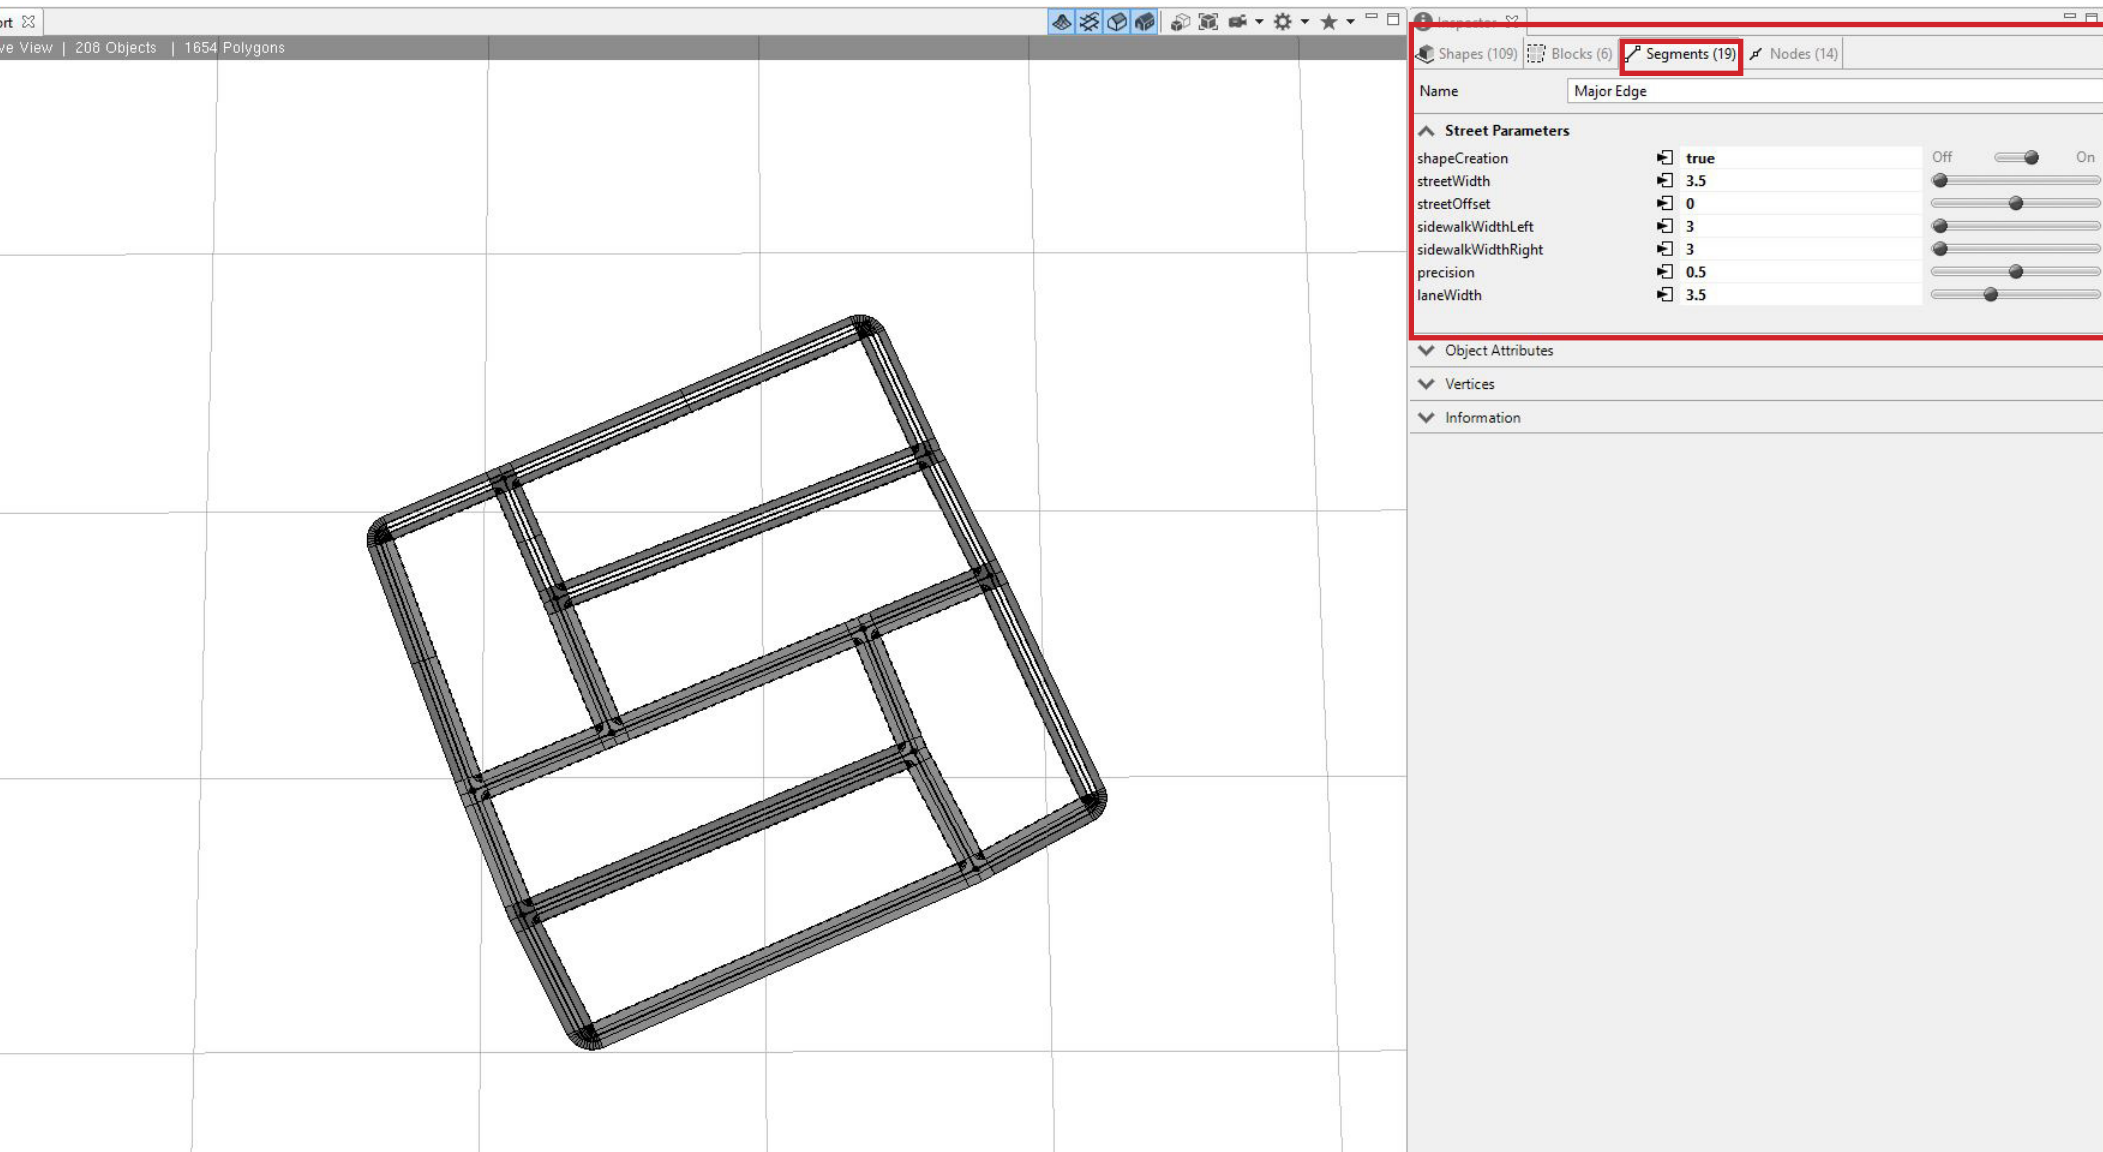 ort
ve View | 208 Objects | 1654 Polygons
Inspector
Shapes (109) Blocks (6) Segments (19) Nodes (14)
Name Major Edge
Street Parameters
shapeCreation true Off On
streetWidth 3.5
streetOffset 0
sidewalkWidthLeft 3
sidewalkWidthRight 3
precision 0.5
laneWidth 3.5
Object Attributes
Vertices
Information